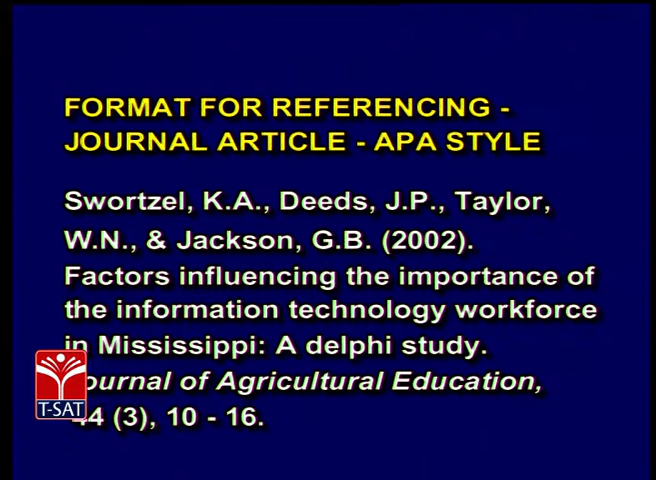 FORMAT FOR REFERENCING -
JOURNAL ARTICLE - APA STYLE
Swortzel, K.A., Deeds, J.P., Taylor,
W.N., & Jackson, G.B. (2002).
Factors influencing the importance of
the information technology workforce
in Mississippi: A delphi study.
Journal of Agricultural Education,
44 (3), 10 - 16.
T-SAT